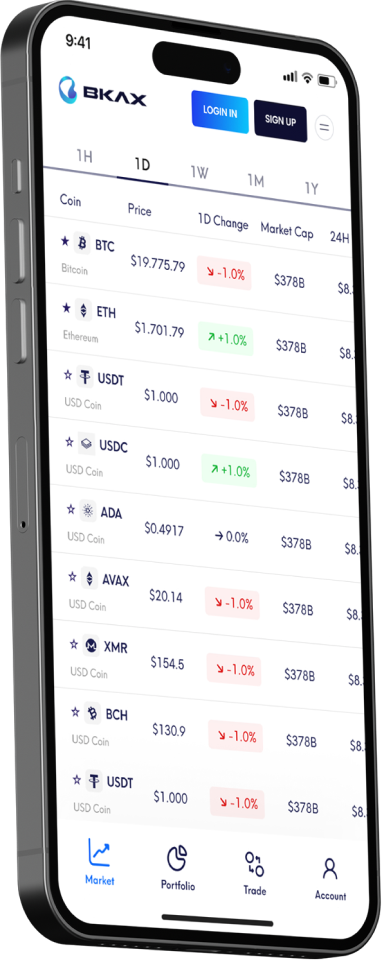 9:41
BKAX
LOGIN IN
SIGN UP
1H 1D 1W 1M 1Y
Coin Price 1D Change Market Cap 24H
BTC $19.775.79 -1.0% $378B $8.
Bitcoin
ETH $1.701.79 +1.0% $378B $8.
Ethereum
USDT $1.000 -1.0% $378B $8.
USD Coin
USDC $1.000 +1.0% $378B $8.
USD Coin
ADA $0.4917 0.0% $378B $8.
USD Coin
AVAX $20.14 -1.0% $378B $8.
USD Coin
XMR $154.5 -1.0% $378B $8.
USD Coin
BCH $130.9 -1.0% $378B $8.
USD Coin
USDT $1.000 -1.0% $378B $8.
USD Coin
Market Portfolio Trade Account